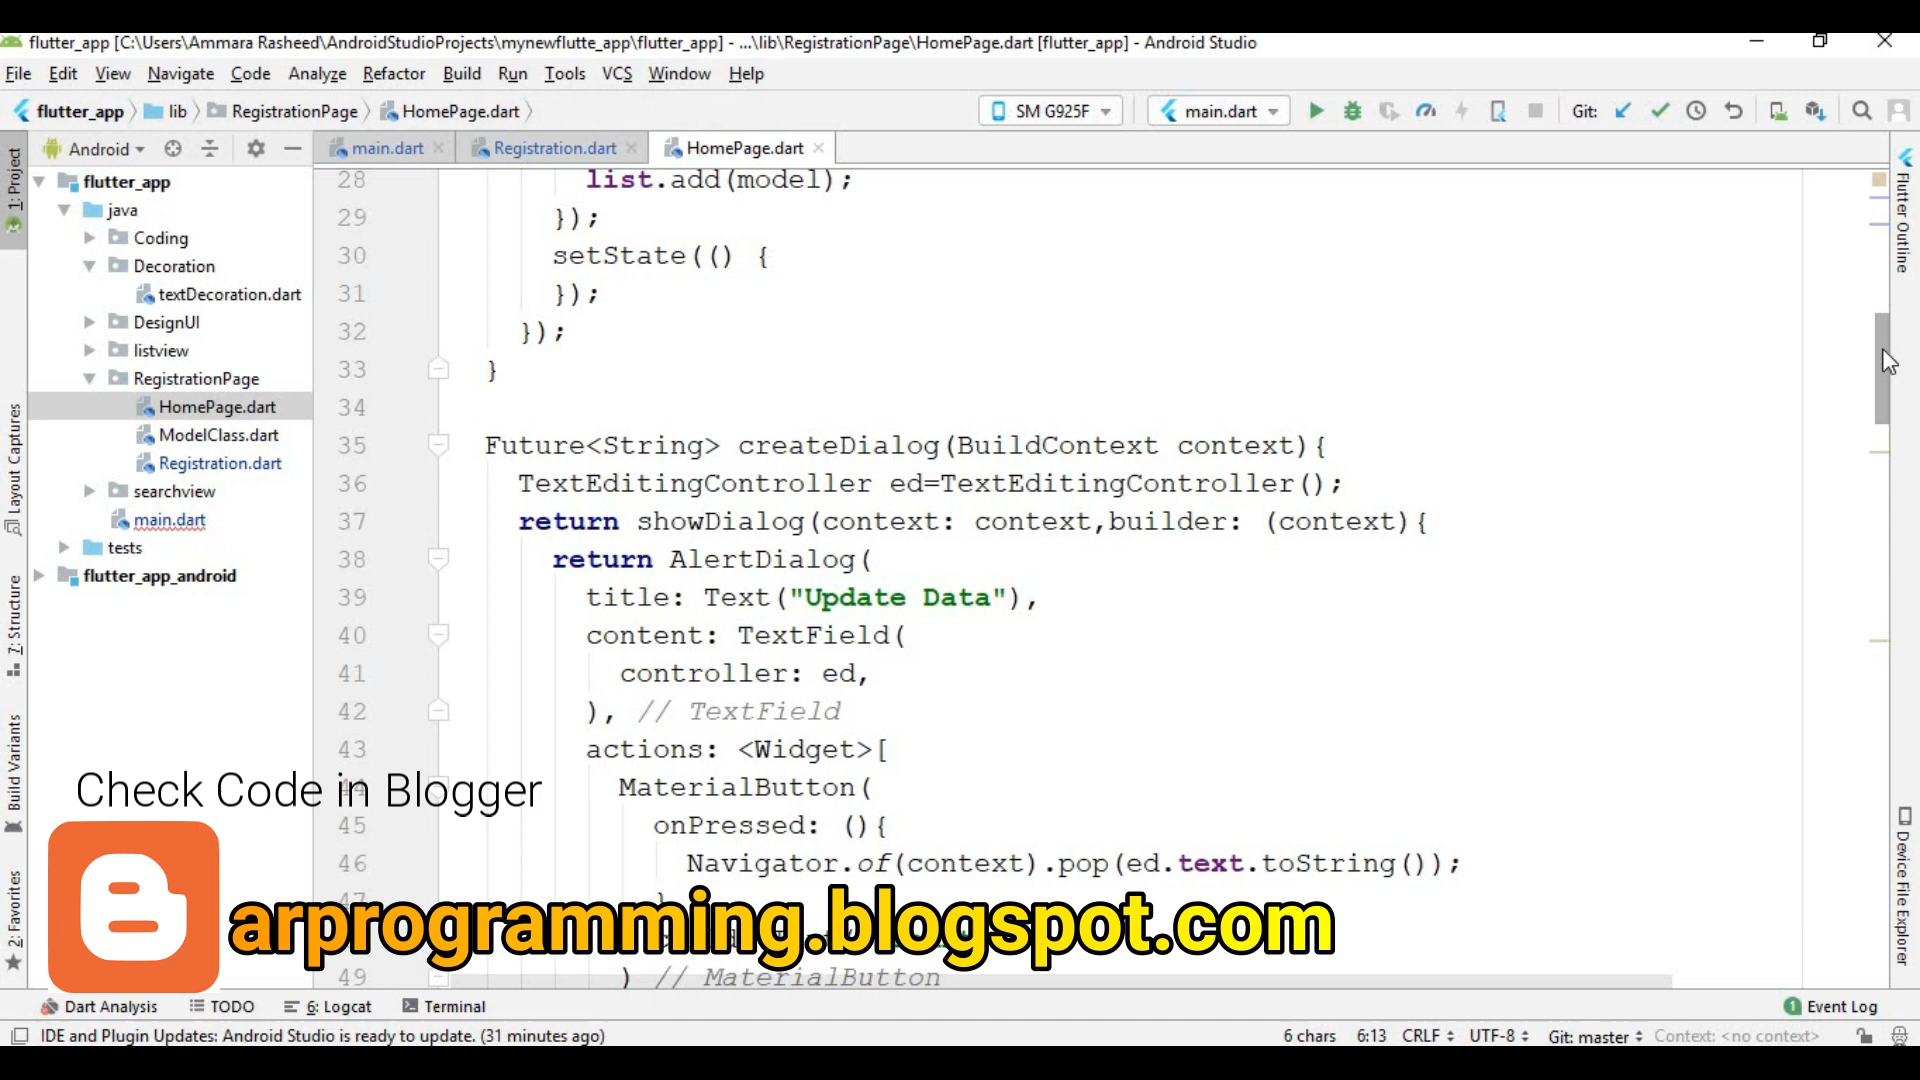 flutter_app [C:\Users\Ammara Rasheed\AndroidStudioProjects\mynewflutte_app\flutter_app] - ...\lib\RegistrationPage\HomePage.dart [flutter_app] - Android Studio
File Edit View Navigate Code Analyze Refactor Build Run Tools VCS Window Help
flutter_app lib RegistrationPage HomePage.dart SM G925F main.dart Git:
Android main.dart Registration.dart HomePage.dart
1: Project
Layout Captures
7: Structure
Build Variants
2: Favorites
flutter_app
java
Coding
Decoration
textDecoration.dart
DesignUI
listview
RegistrationPage
HomePage.dart
ModelClass.dart
Registration.dart
searchview
main.dart
tests
flutter_app_android
28 list.add(model);
29 });
30 setState(() {
31 });
32 });
33 }
34
35 Future<String> createDialog(BuildContext context){
36 TextEditingController ed=TextEditingController();
37 return showDialog(context: context,builder: (context){
38 return AlertDialog(
39 title: Text("Update Data"),
40 content: TextField(
41 controller: ed,
42 ), // TextField
43 actions: <Widget>[
44 MaterialButton(
45 onPressed: (){
46 Navigator.of(context).pop(ed.text.toString());
47 }
49 ) // MaterialButton
Check Code in Blogger
arprogramming.blogspot.com
Flutter Outline
Device File Explorer
Dart Analysis TODO 6: Logcat Terminal 1 Event Log
IDE and Plugin Updates: Android Studio is ready to update. (31 minutes ago) 6 chars 6:13 CRLF UTF-8 Git: master Context: <no context>